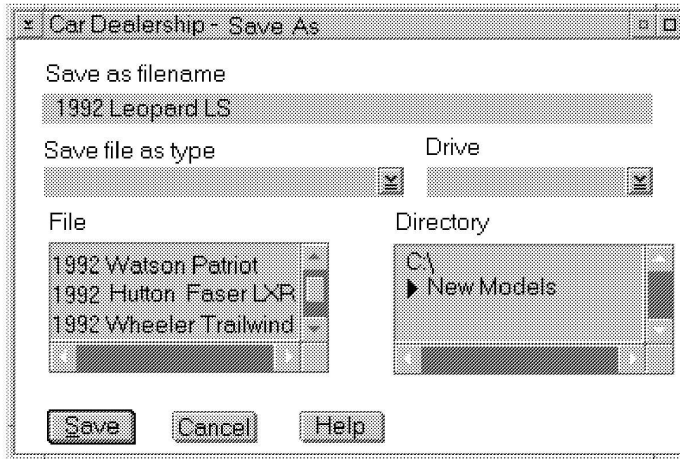 Car Dealership - Save As
Save as filename
1992 Leopard LS
Save file as type
Drive
File
Directory
1992 Watson Patriot
1992 Hutton Faser LXR
1992 Wheeler Trailwind
C:\
New Models
Save
Cancel
Help